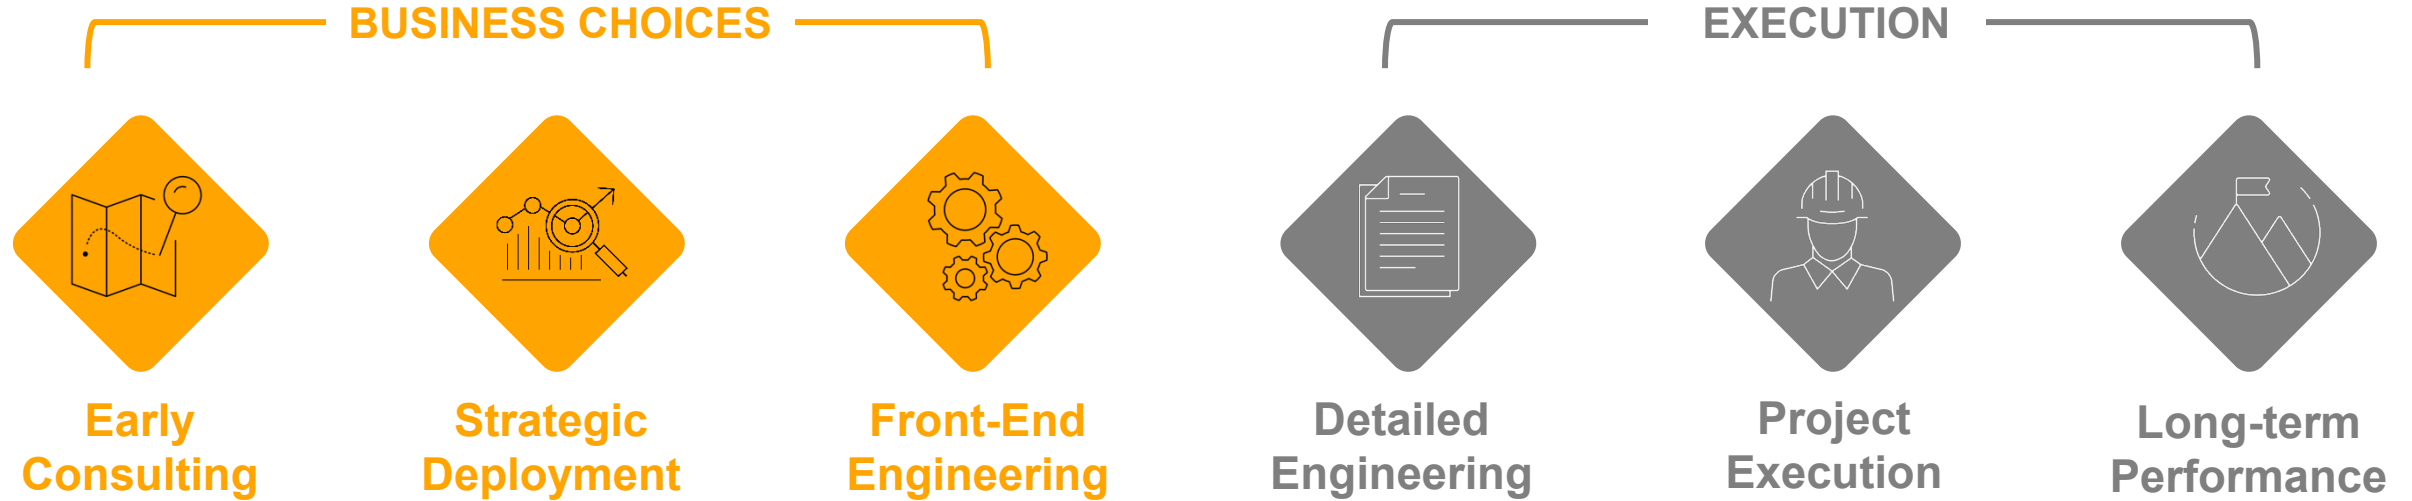 BUSINESS CHOICES
EXECUTION
Early
Consulting
Strategic
Deployment
Front-End
Engineering
Detailed
Engineering
Project
Execution
Long-term
Performance